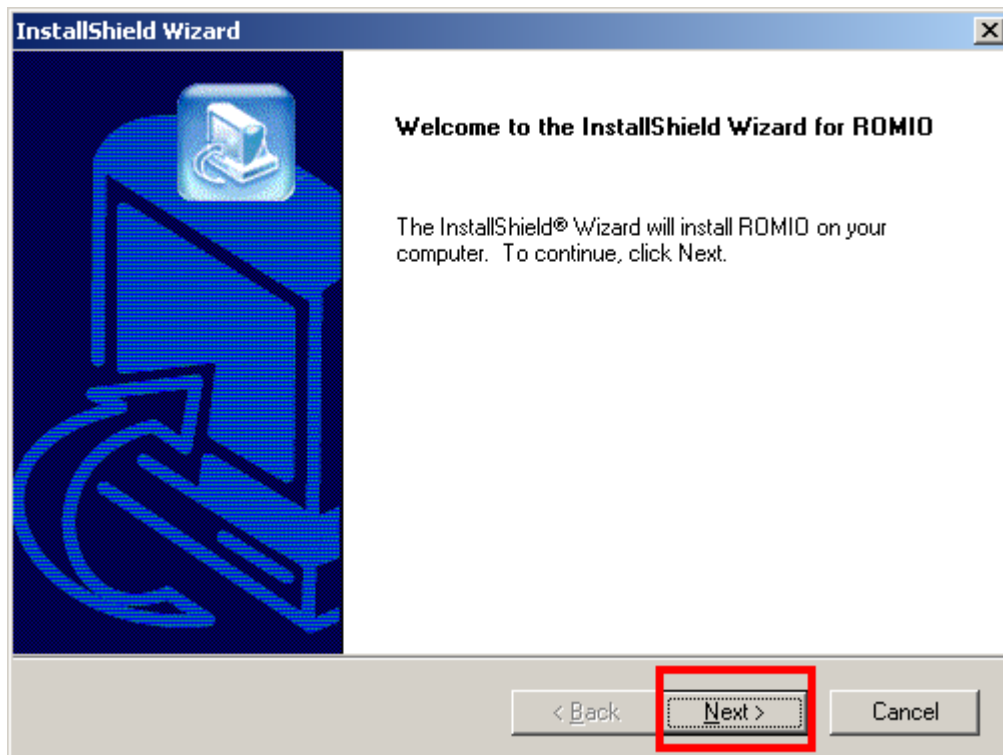 InstallShield Wizard
Welcome to the InstallShield Wizard for ROMIO
The InstallShield® Wizard will install ROMIO on your
computer.  To continue, click Next.
< Back
Next >
Cancel